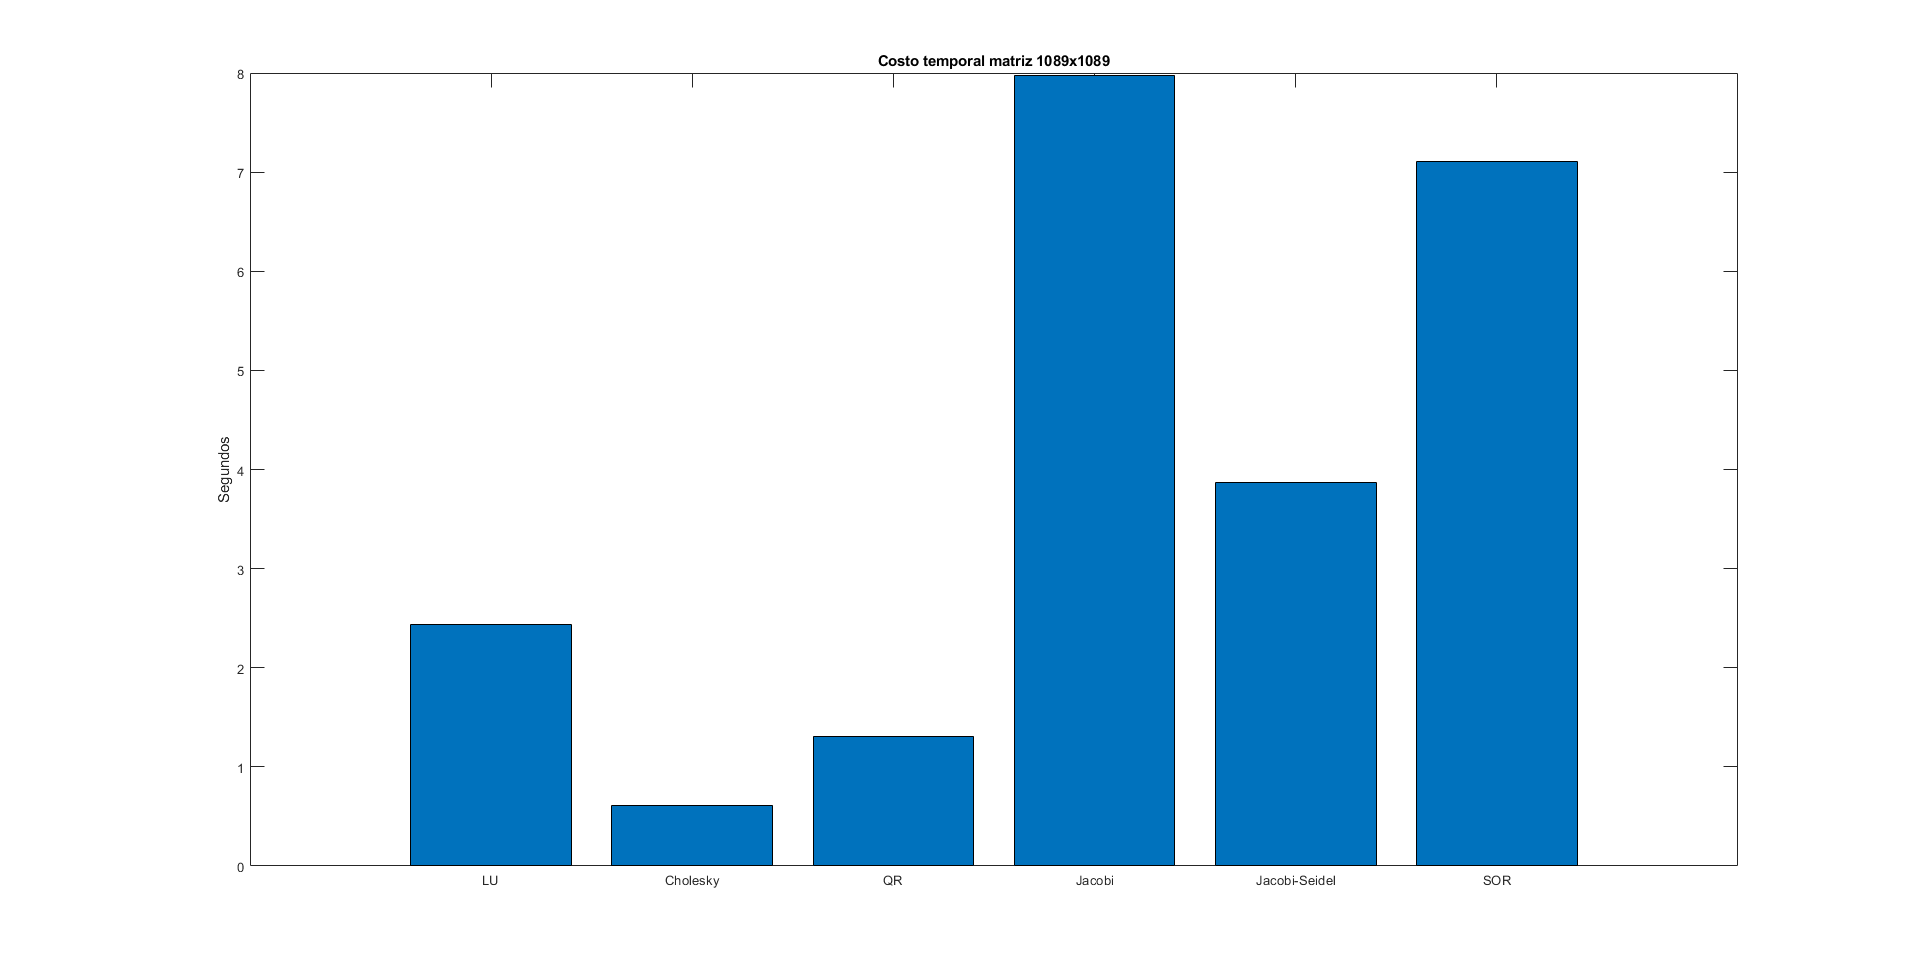 Costo temporal matriz 1089x1089
8
7
6
5
4
3
2
1
0
Segundos
LU
Cholesky
QR
Jacobi
Jacobi-Seidel
SOR